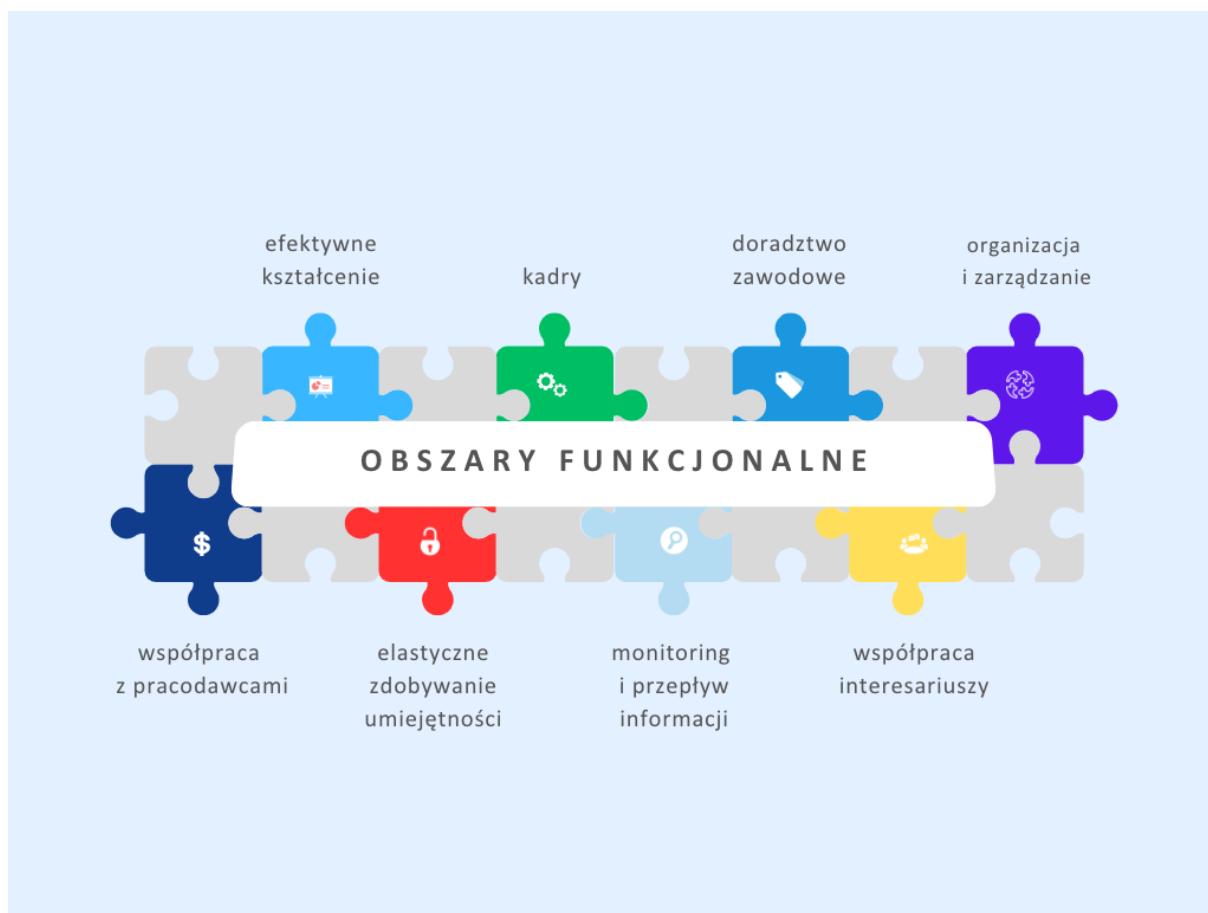 efektywne
kształcenie
kadry
doradztwo
zawodowe
organizacja
i zarządzanie
OBSZARY FUNKCJONALNE
$
współpraca
z pracodawcami
elastyczne
zdobywanie
umiejętności
monitoring
i przepływ
informacji
współpraca
interesariuszy